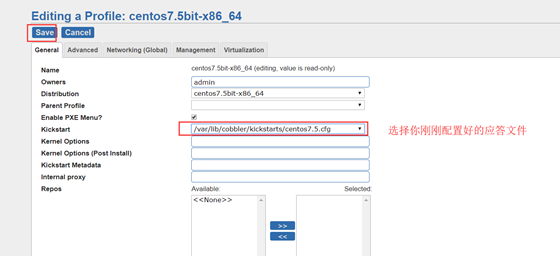 Editing a Profile: centos7.5bit-x86_64
Save Cancel
General Advanced Networking (Global) Management Virtualization
Name centos7.5bit-x86_64 (editing, value is read-only)
Owners admin
Distribution centos7.5bit-x86_64
Parent Profile
Enable PXE Menu?
Kickstart /var/lib/cobbler/kickstarts/centos7.5.cfg 选择你刚刚配置好的应答文件
Kernel Options
Kernel Options (Post Install)
Kickstart Metadata
Internal proxy
Repos Available: Selected:
<<None>>
>>
<<